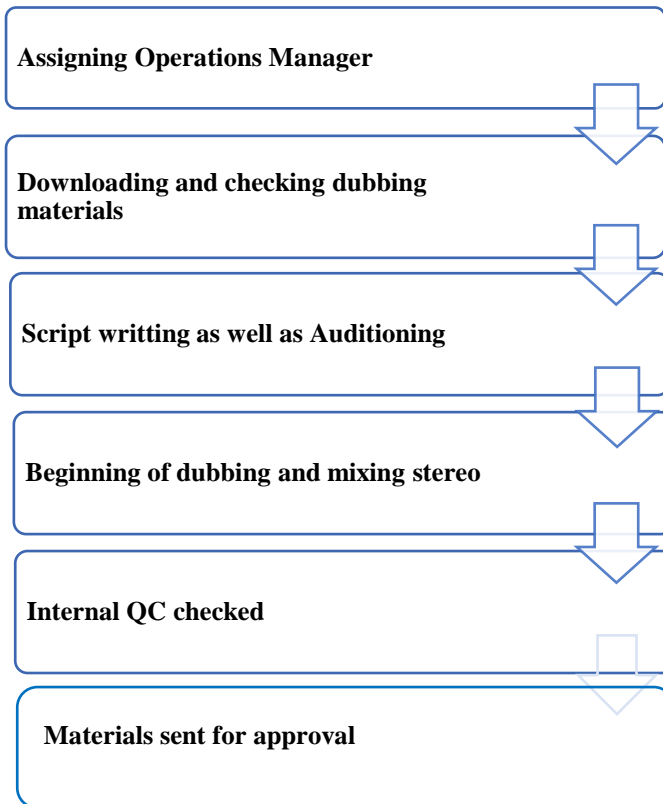 Assigning Operations Manager
Downloading and checking dubbing
materials
Script writting as well as Auditioning
Beginning of dubbing and mixing stereo
Internal QC checked
Materials sent for approval